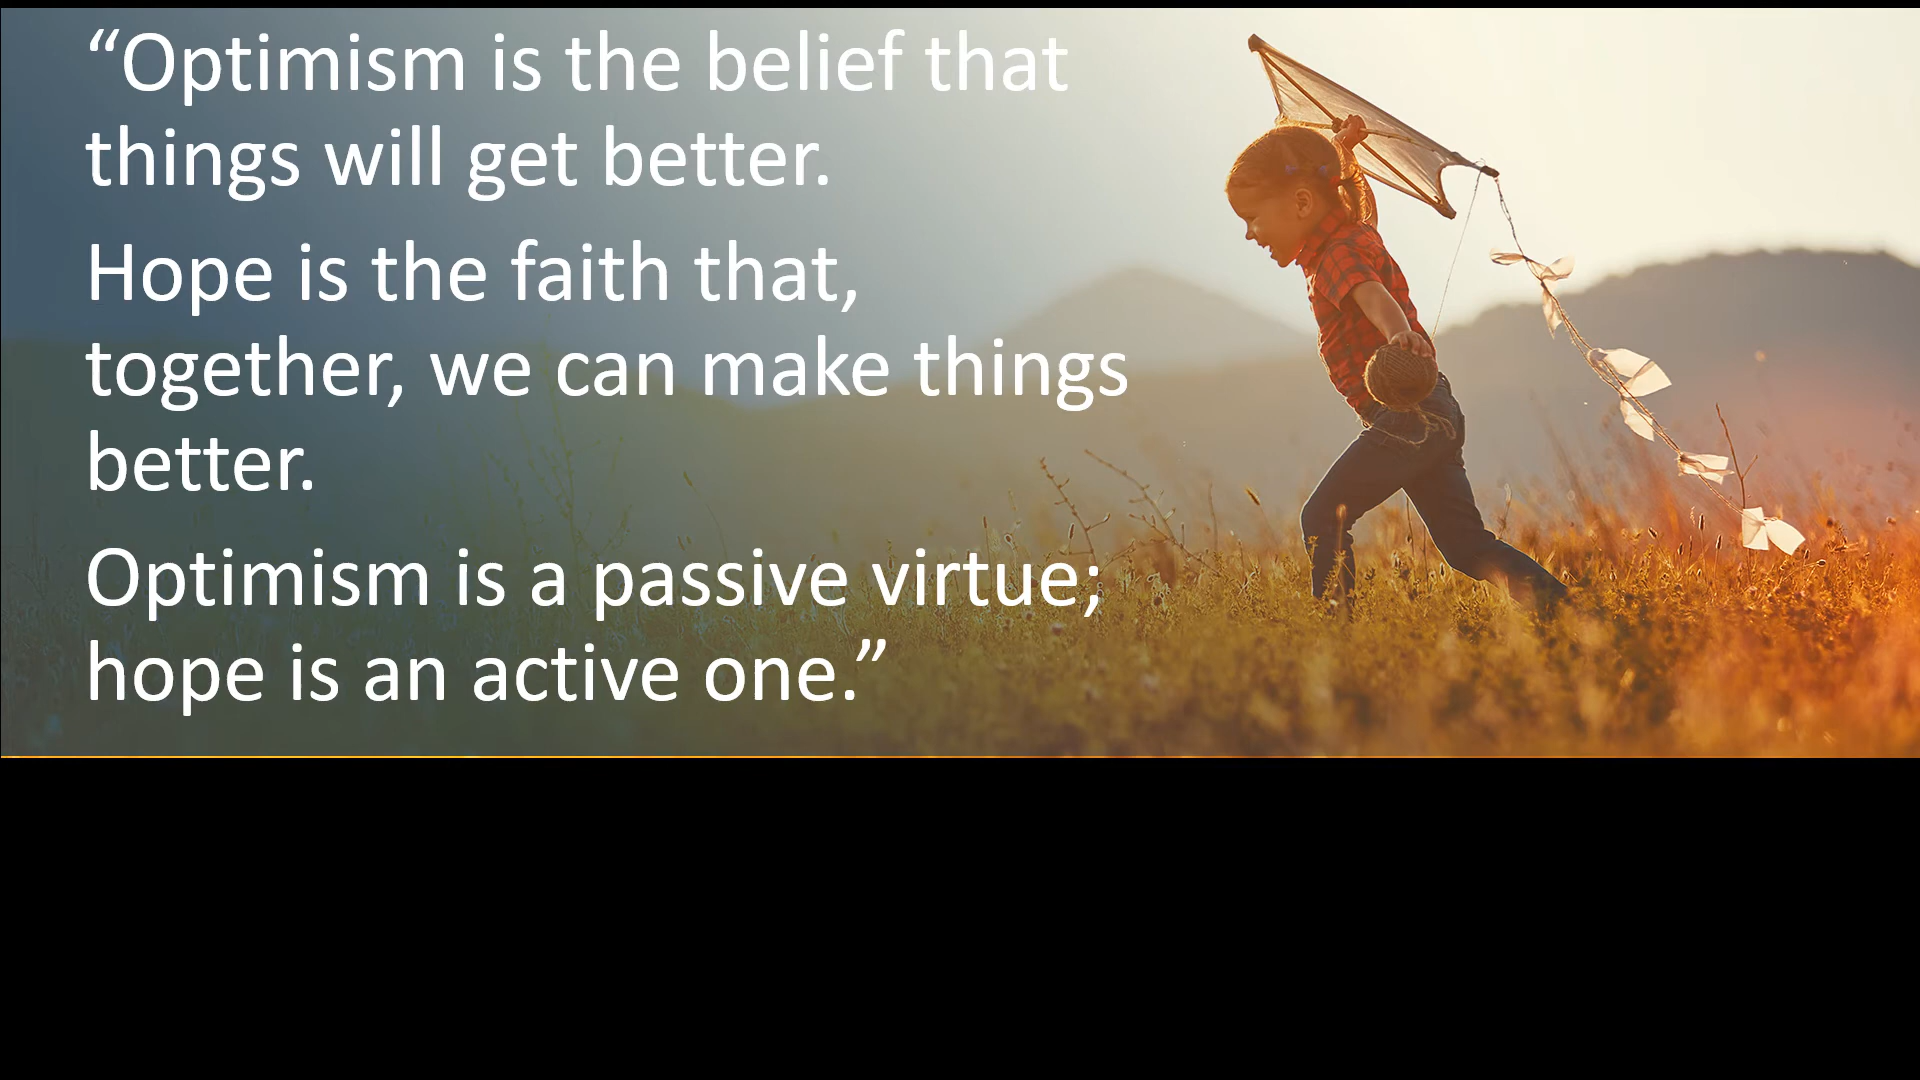 “Optimism is the belief that
things will get better.
Hope is the faith that,
together, we can make things
better.
Optimism is a passive virtue;
hope is an active one.”